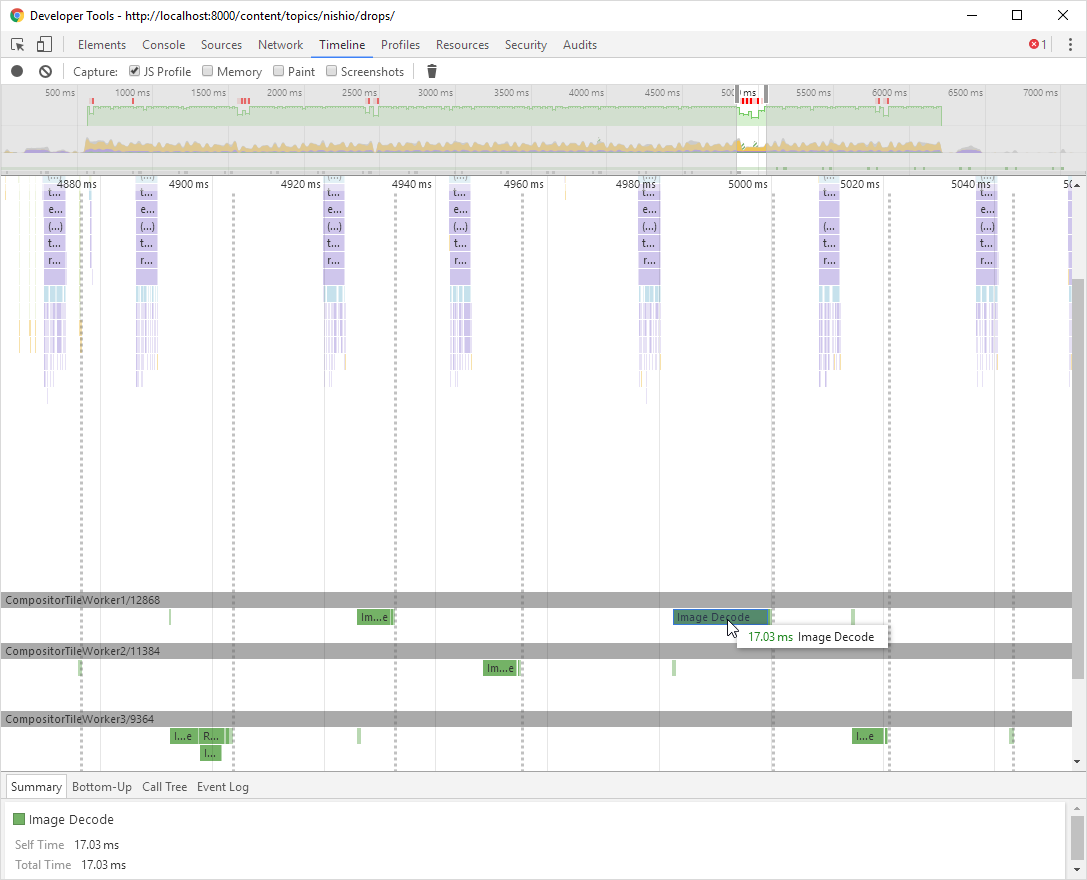 Developer Tools - http://localhost:8000/content/topics/nishio/drops/
Elements Console Sources Network Timeline Profiles Resources Security Audits 1
Capture: JS Profile Memory Paint Screenshots
500 ms 1000 ms 1500 ms 2000 ms 2500 ms 3000 ms 3500 ms 4000 ms 4500 ms ms 5500 ms 6000 ms 6500 ms 7000 ms
4880 ms 4900 ms 4920 ms 4940 ms 4960 ms 4980 ms 5000 ms 5020 ms 5040 ms
t... t... t... t... t... t... t...
e... e... e... e... e... e...
(...) (...) (...) (...) (...) (... (...)
t... t... t... t... t... t... t...
r... r... r... r... r... r... r...
CompositorTileWorker1/12868
Im...e Image Decode
17.03 ms Image Decode
CompositorTileWorker2/11384
Im...e
CompositorTileWorker3/9364
I...e R... I...e
I...
Summary Bottom-Up Call Tree Event Log
Image Decode
Self Time 17.03 ms
Total Time 17.03 ms